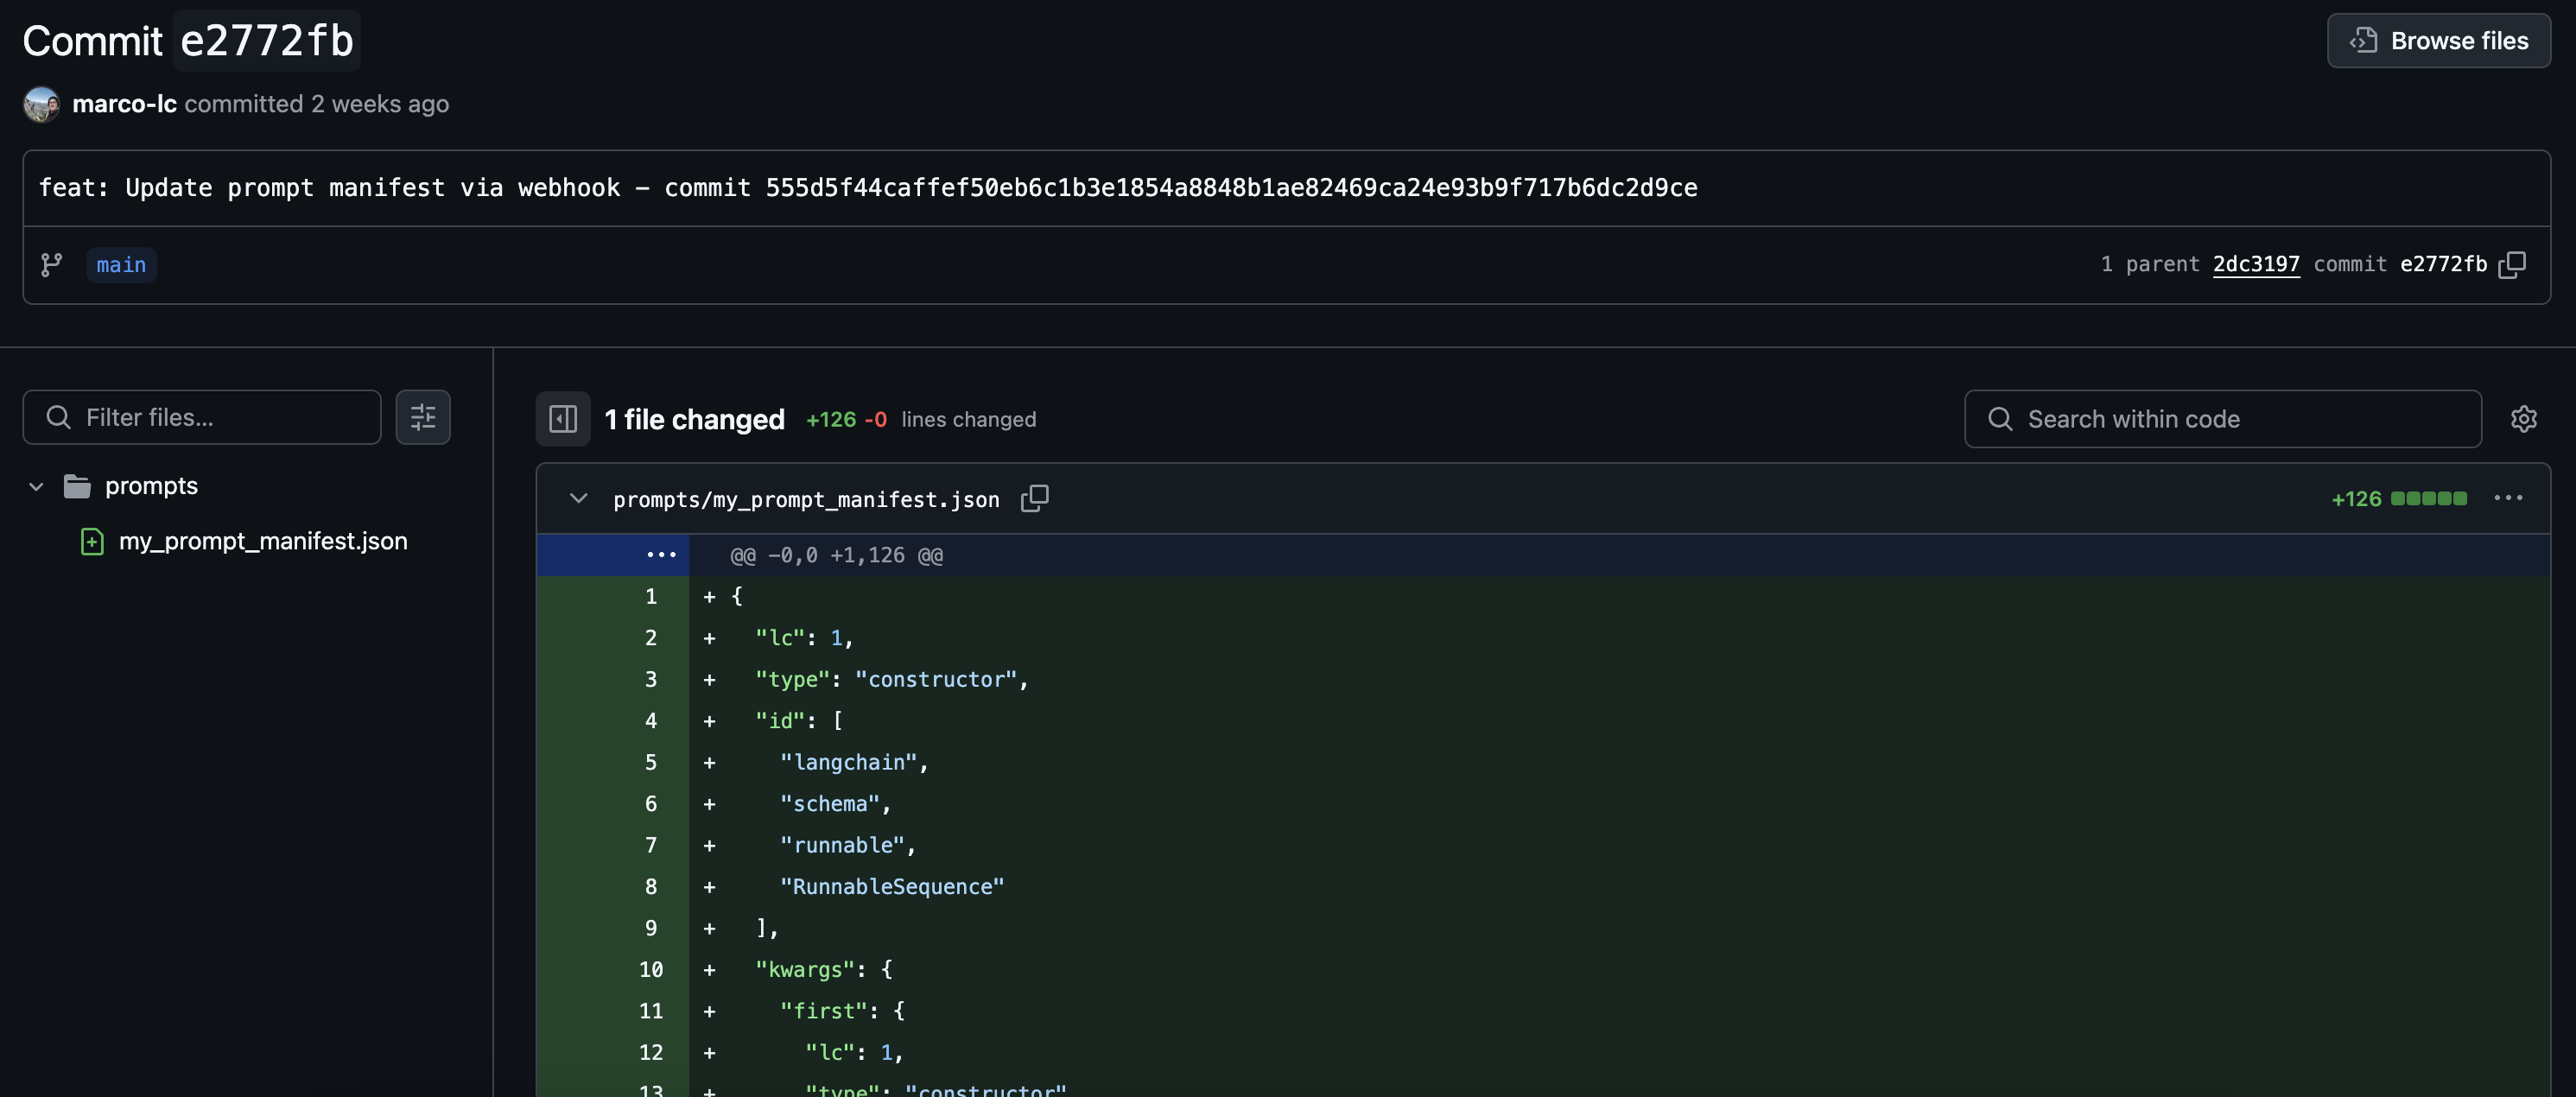 Commit e2772fb
Browse files
marco-lc committed 2 weeks ago
feat: Update prompt manifest via webhook – commit 555d5f44caffef50eb6c1b3e1854a8848b1ae82469ca24e93b9f717b6dc2d9ce
main
1 parent 2dc3197 commit e2772fb
Filter files...
prompts
my_prompt_manifest.json
1 file changed +126 -0 lines changed
Search within code
prompts/my_prompt_manifest.json
+126
@@ -0,0 +1,126 @@
1 + {
2 + "lc": 1,
3 + "type": "constructor",
4 + "id": [
5 + "langchain",
6 + "schema",
7 + "runnable",
8 + "RunnableSequence"
9 + ],
10 + "kwargs": {
11 + "first": {
12 + "lc": 1,
13 + "type": "constructor"